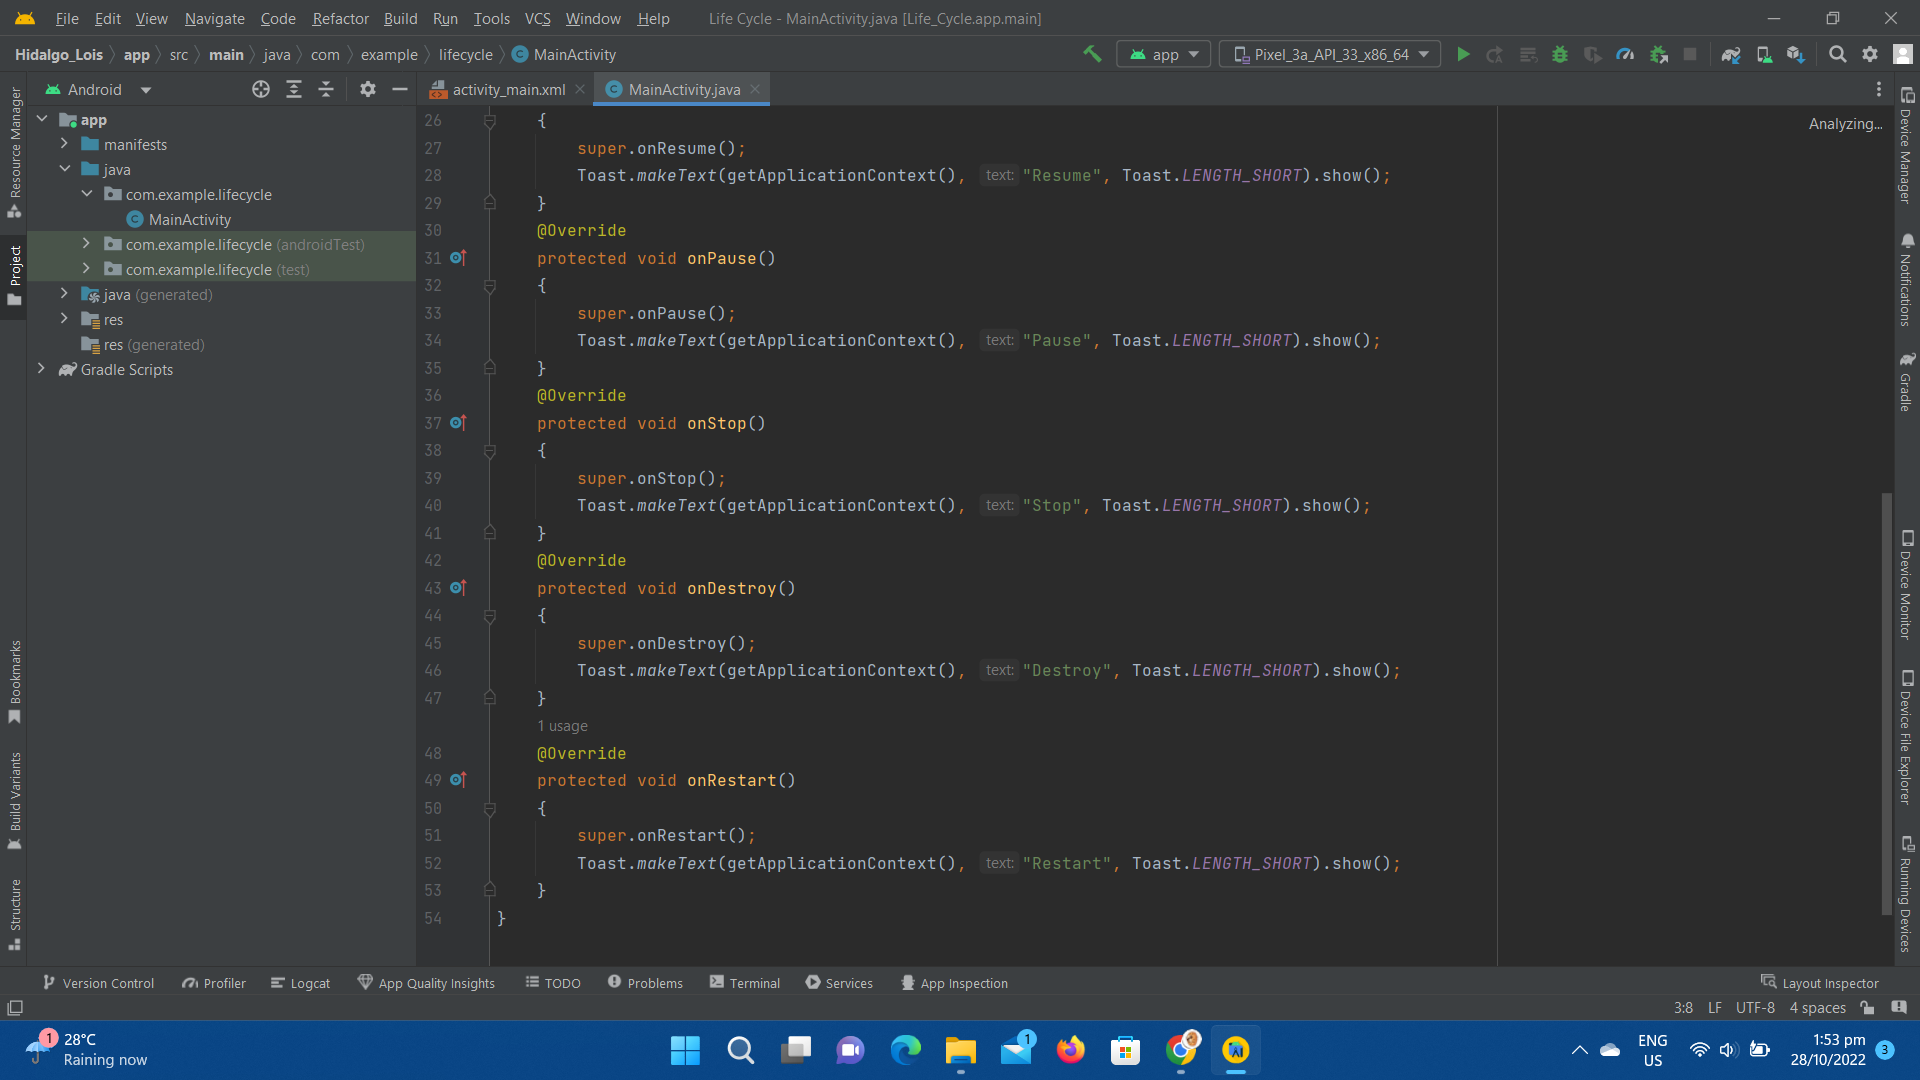 File Edit View Navigate Code Refactor Build Run Tools VCS Window Help Life Cycle - MainActivity.java [Life_Cycle.app.main]
Hidalgo_Lois app src main java com example lifecycle MainActivity app Pixel_3a_API_33_x86_64
Android
activity_main.xml MainActivity.java
Analyzing...
app
manifests
java
com.example.lifecycle
MainActivity
com.example.lifecycle (androidTest)
com.example.lifecycle (test)
java (generated)
res
res (generated)
Gradle Scripts
Resource Manager
Project
Bookmarks
Build Variants
Structure
26 {
27 super.onResume();
28 Toast.makeText(getApplicationContext(), text: "Resume", Toast.LENGTH_SHORT).show();
29 }
30 @Override
31 protected void onPause()
32 {
33 super.onPause();
34 Toast.makeText(getApplicationContext(), text: "Pause", Toast.LENGTH_SHORT).show();
35 }
36 @Override
37 protected void onStop()
38 {
39 super.onStop();
40 Toast.makeText(getApplicationContext(), text: "Stop", Toast.LENGTH_SHORT).show();
41 }
42 @Override
43 protected void onDestroy()
44 {
45 super.onDestroy();
46 Toast.makeText(getApplicationContext(), text: "Destroy", Toast.LENGTH_SHORT).show();
47 }
1 usage
48 @Override
49 protected void onRestart()
50 {
51 super.onRestart();
52 Toast.makeText(getApplicationContext(), text: "Restart", Toast.LENGTH_SHORT).show();
53 }
54 }
Device Manager
Notifications
Gradle
Device Monitor
Device File Explorer
Running Devices
Version Control Profiler Logcat App Quality Insights TODO Problems Terminal Services App Inspection Layout Inspector
3:8 LF UTF-8 4 spaces
1 28°C
Raining now
1
ENG
US
1:53 pm
28/10/2022
3